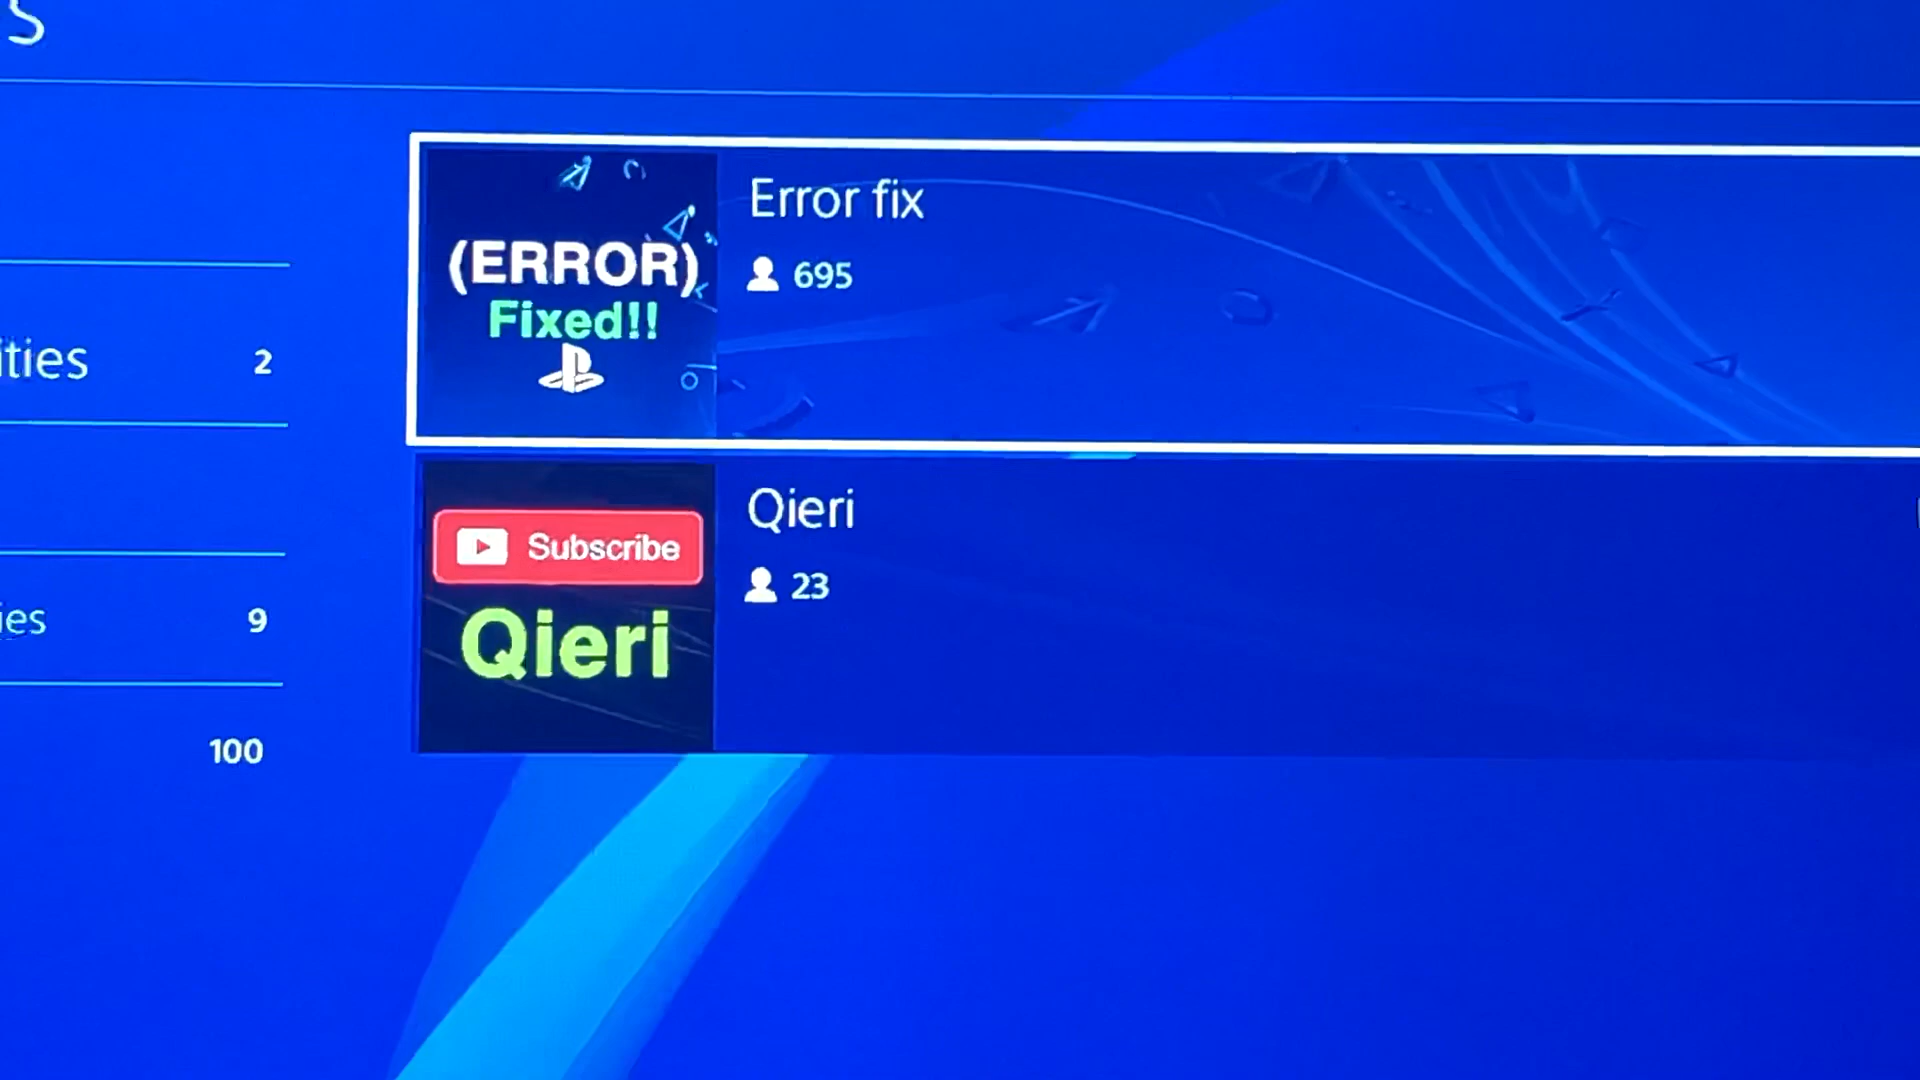 s
Error fix
695
(ERROR)
Fixed!!
ities 2
Qieri
23
Subscribe
Qieri
ies 9
100